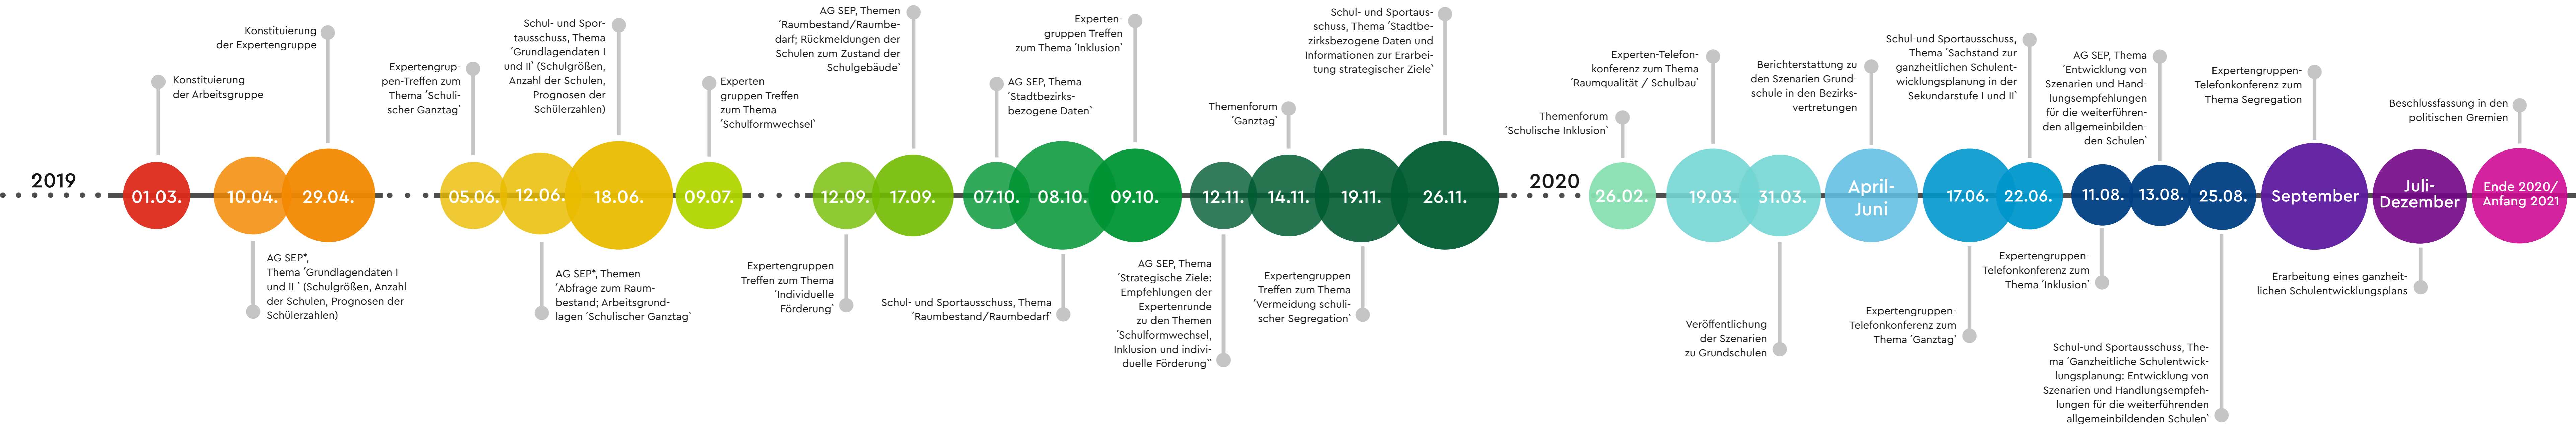 2019
01.03.
Konstituierung
der Arbeitsgruppe
10.04.
AG SEP*,
Thema ´Grundlagendaten I
und II ` (Schulgrößen, Anzahl
der Schulen, Prognosen der
Schülerzahlen)
29.04.
Konstituierung
der Expertengruppe
05.06.
Expertengrup-
pen-Treffen zum
Thema ´Schuli-
scher Ganztag`
12.06.
AG SEP*, Themen
´Abfrage zum Raum-
bestand; Arbeitsgrund-
lagen ´Schulischer Ganztag`
18.06.
Schul- und Spor-
tausschuss, Thema
´Grundlagendaten I
und II` (Schulgrößen,
Anzahl der Schulen,
Prognosen der
Schülerzahlen)
09.07.
Experten
gruppen Treffen
zum Thema
´Schulformwechsel`
12.09.
Expertengruppen
Treffen zum Thema
´Individuelle
Förderung`
17.09.
AG SEP, Themen
´Raumbestand/Raumbe-
darf; Rückmeldungen der
Schulen zum Zustand der
Schulgebäude`
07.10.
AG SEP, Thema
´Stadtbezirks-
bezogene Daten`
08.10.
Schul- und Sportausschuss, Thema
´Raumbestand/Raumbedarf`
09.10.
Experten-
gruppen Treffen
zum Thema ´Inklusion`
12.11.
AG SEP, Thema
´Strategische Ziele:
Empfehlungen der
Expertenrunde
zu den Themen
´Schulformwechsel,
Inklusion und indivi-
duelle Förderung``
14.11.
Themenforum
´Ganztag`
19.11.
Expertengruppen
Treffen zum Thema
´Vermeidung schuli-
scher Segregation`
26.11.
Schul- und Sportaus-
schuss, Thema ´Stadtbe-
zirksbezogene Daten und
Informationen zur Erarbei-
tung strategischer Ziele`
2020
26.02.
Themenforum
´Schulische Inklusion`
19.03.
Experten-Telefon-
konferenz zum Thema
´Raumqualität / Schulbau`
31.03.
Veröffentlichung
der Szenarien
zu Grundschulen
April-
Juni
Berichterstattung zu
den Szenarien Grund-
schule in den Bezirks-
vertretungen
17.06.
Expertengruppen-
Telefonkonferenz zum
Thema ´Ganztag`
22.06.
Schul-und Sportausschuss,
Thema ´Sachstand zur
ganzheitlichen Schulent-
wicklungsplanung in der
Sekundarstufe I und II`
11.08.
Expertengruppen-
Telefonkonferenz zum
Thema ´Inklusion`
13.08.
AG SEP, Thema
´Entwicklung von
Szenarien und Hand-
lungsempfehlungen
für die weiterführen-
den allgemeinbilden-
den Schulen`
25.08.
Schul-und Sportausschuss, The-
ma ´Ganzheitliche Schulentwick-
lungsplanung: Entwicklung von
Szenarien und Handlungsempfeh-
lungen für die weiterführenden
allgemeinbildenden Schulen`
September
Expertengruppen-
Telefonkonferenz zum
Thema Segregation
Juli-
Dezember
Erarbeitung eines ganzheit-
lichen Schulentwicklungsplans
Ende 2020/
Anfang 2021
Beschlussfassung in den
politischen Gremien